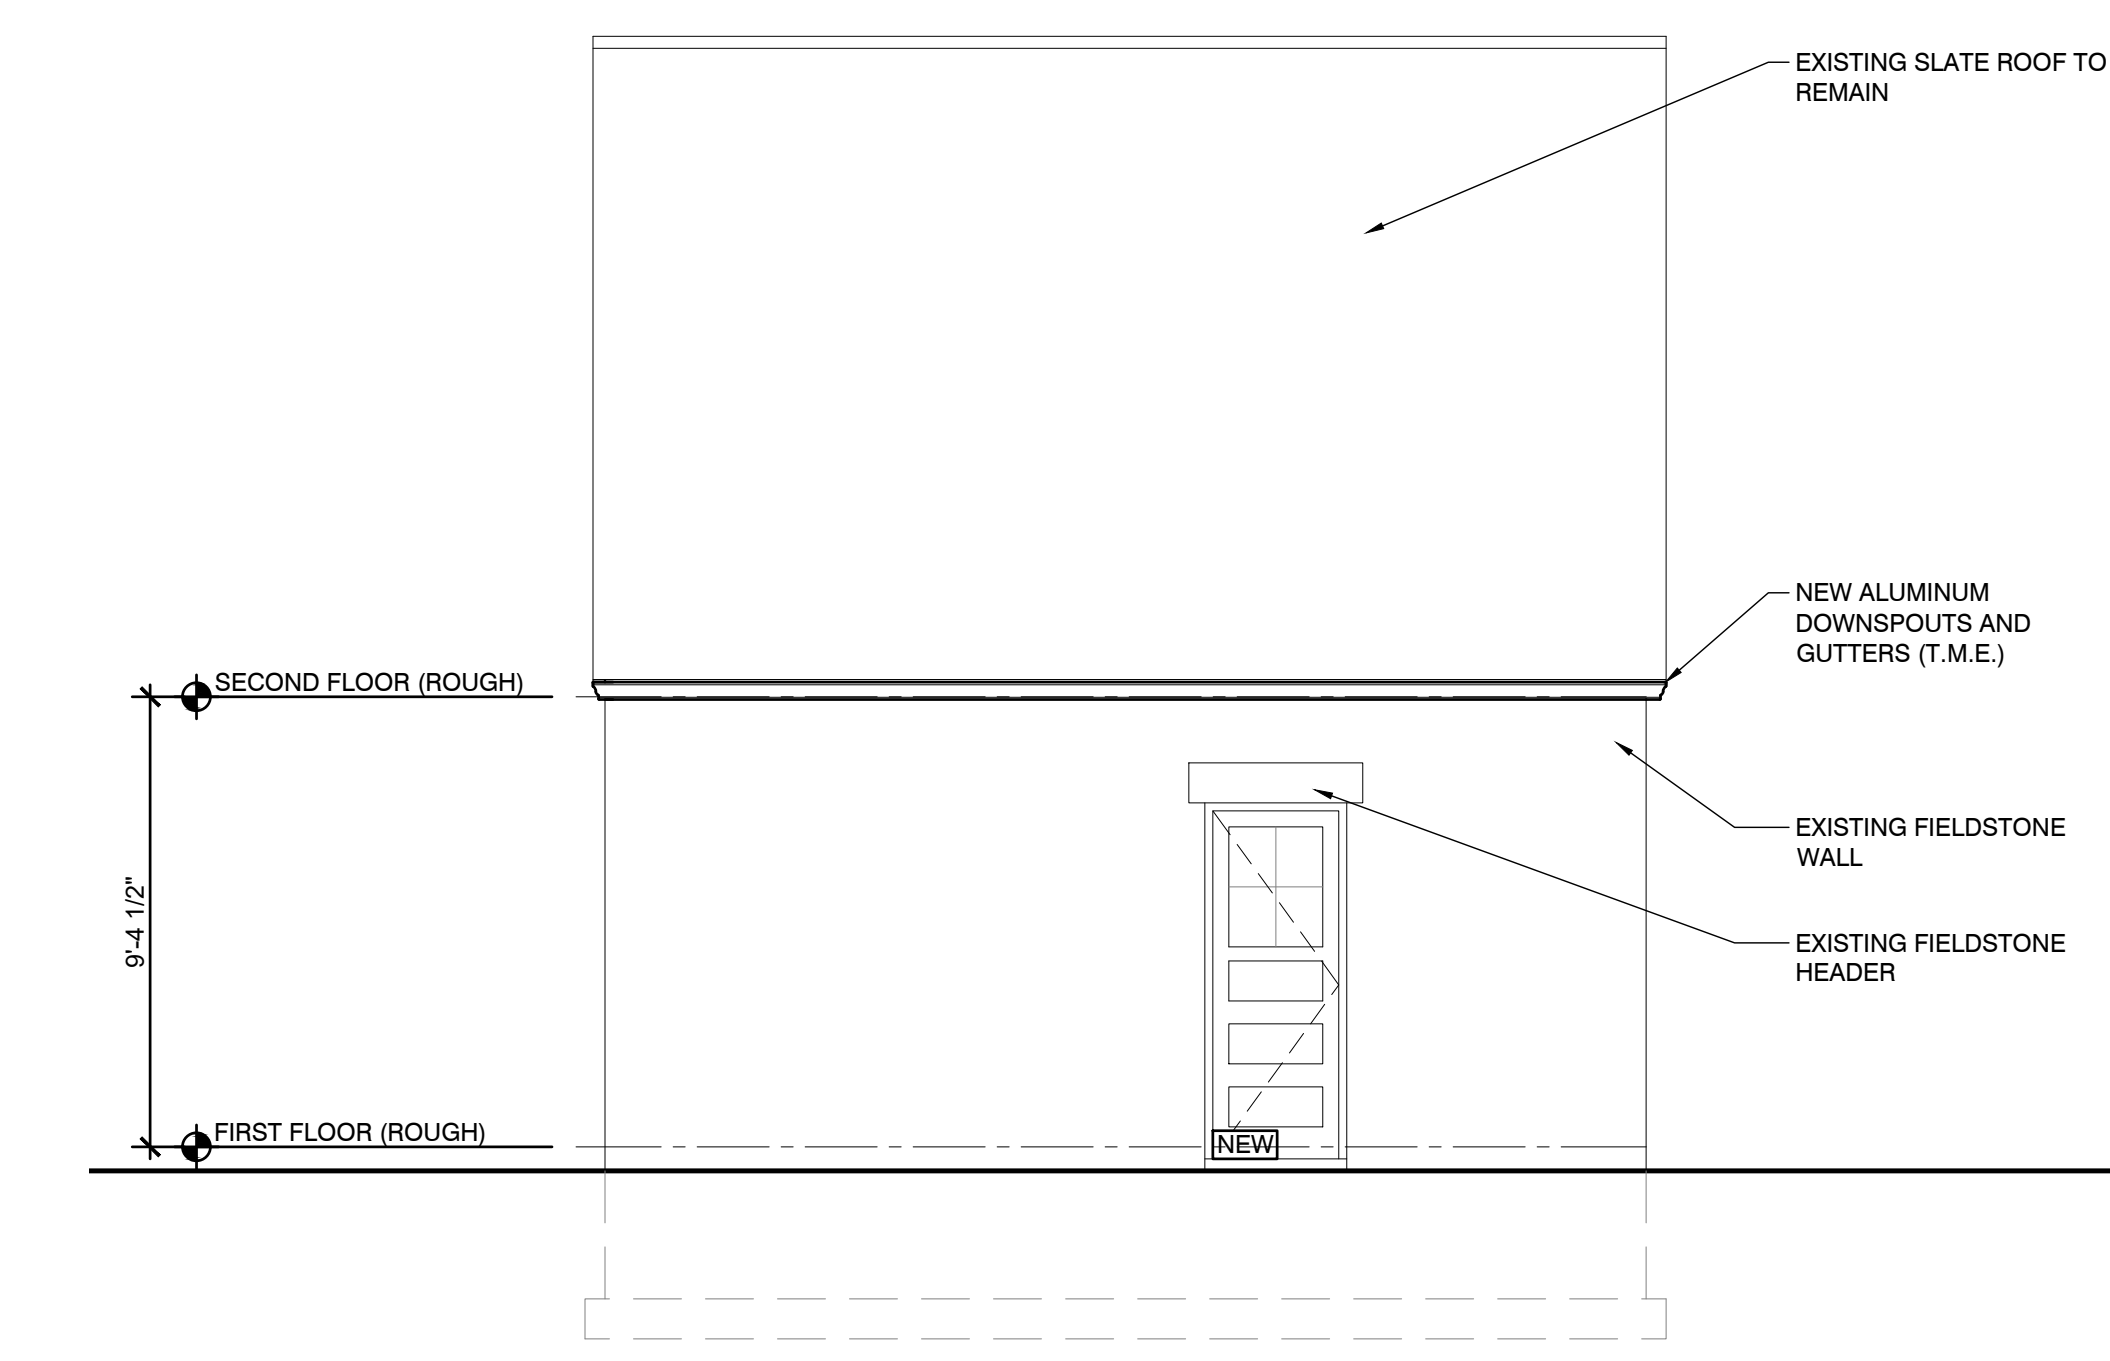 EXISTING SLATE ROOF TO
REMAIN
NEW ALUMINUM
DOWNSPOUTS AND
GUTTERS (T.M.E.)
SECOND FLOOR (ROUGH)
EXISTING FIELDSTONE
WALL
9'-4 1/2"
EXISTING FIELDSTONE
HEADER
FIRST FLOOR (ROUGH)
NEW